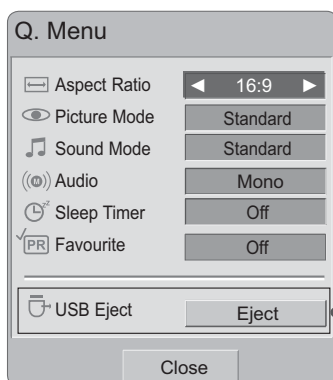 Q. Menu
Aspect Ratio ◄ 16:9 ►
Picture Mode Standard
Sound Mode Standard
((M)) Audio Mono
Sleep Timer Off
PR Favourite Off
USB Eject Eject
Close